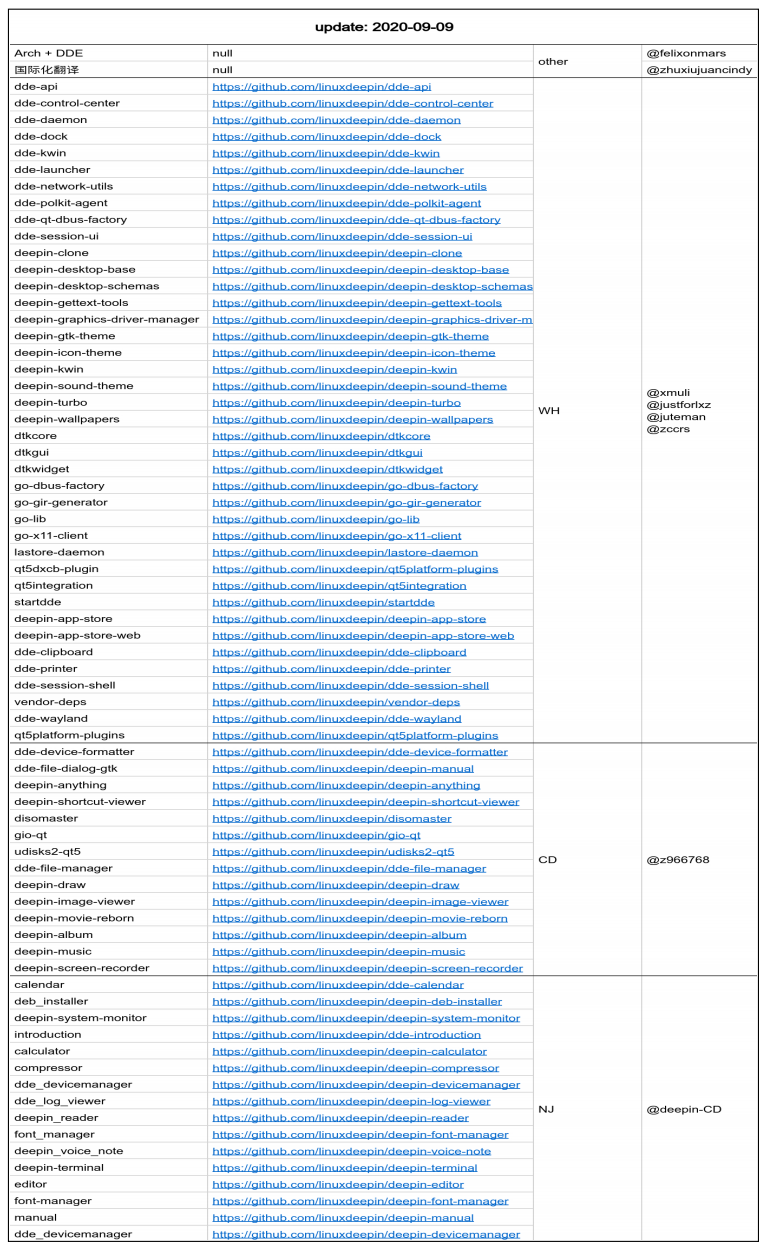 update: 2020-09-09
Arch + DDE null other @felixonmars
国际化翻译 null @zhuxiujuancindy
dde-api https://github.com/linuxdeepin/dde-api
dde-control-center https://github.com/linuxdeepin/dde-control-center
dde-daemon https://github.com/linuxdeepin/dde-daemon
dde-dock https://github.com/linuxdeepin/dde-dock
dde-kwin https://github.com/linuxdeepin/dde-kwin
dde-launcher https://github.com/linuxdeepin/dde-launcher
dde-network-utils https://github.com/linuxdeepin/dde-network-utils
dde-polkit-agent https://github.com/linuxdeepin/dde-polkit-agent
dde-qt-dbus-factory https://github.com/linuxdeepin/dde-qt-dbus-factory
dde-session-ui https://github.com/linuxdeepin/dde-session-ui
deepin-clone https://github.com/linuxdeepin/deepin-clone
deepin-desktop-base https://github.com/linuxdeepin/deepin-desktop-base
deepin-desktop-schemas https://github.com/linuxdeepin/deepin-desktop-schemas
deepin-gettext-tools https://github.com/linuxdeepin/deepin-gettext-tools
deepin-graphics-driver-manager https://github.com/linuxdeepin/deepin-graphics-driver-m
deepin-gtk-theme https://github.com/linuxdeepin/deepin-gtk-theme
deepin-icon-theme https://github.com/linuxdeepin/deepin-icon-theme
deepin-kwin https://github.com/linuxdeepin/deepin-kwin
deepin-sound-theme https://github.com/linuxdeepin/deepin-sound-theme
deepin-turbo https://github.com/linuxdeepin/deepin-turbo
deepin-wallpapers https://github.com/linuxdeepin/deepin-wallpapers
dtkcore https://github.com/linuxdeepin/dtkcore
dtkgui https://github.com/linuxdeepin/dtkgui
dtkwidget https://github.com/linuxdeepin/dtkwidget
go-dbus-factory https://github.com/linuxdeepin/go-dbus-factory
go-gir-generator https://github.com/linuxdeepin/go-gir-generator
go-lib https://github.com/linuxdeepin/go-lib
go-x11-client https://github.com/linuxdeepin/go-x11-client
lastore-daemon https://github.com/linuxdeepin/lastore-daemon
qt5dxcb-plugin https://github.com/linuxdeepin/qt5platform-plugins
qt5integration https://github.com/linuxdeepin/qt5integration
startdde https://github.com/linuxdeepin/startdde
deepin-app-store https://github.com/linuxdeepin/deepin-app-store
deepin-app-store-web https://github.com/linuxdeepin/deepin-app-store-web
dde-clipboard https://github.com/linuxdeepin/dde-clipboard
dde-printer https://github.com/linuxdeepin/dde-printer
dde-session-shell https://github.com/linuxdeepin/dde-session-shell
vendor-deps https://github.com/linuxdeepin/vendor-deps
dde-wayland https://github.com/linuxdeepin/dde-wayland
qt5platform-plugins https://github.com/linuxdeepin/qt5platform-plugins
WH
@xmuli
@justforlxz
@juteman
@zccrs
dde-device-formatter https://github.com/linuxdeepin/dde-device-formatter
dde-file-dialog-gtk https://github.com/linuxdeepin/deepin-manual
deepin-anything https://github.com/linuxdeepin/deepin-anything
deepin-shortcut-viewer https://github.com/linuxdeepin/deepin-shortcut-viewer
disomaster https://github.com/linuxdeepin/disomaster
gio-qt https://github.com/linuxdeepin/gio-qt
udisks2-qt5 https://github.com/linuxdeepin/udisks2-qt5
dde-file-manager https://github.com/linuxdeepin/dde-file-manager
deepin-draw https://github.com/linuxdeepin/deepin-draw
deepin-image-viewer https://github.com/linuxdeepin/deepin-image-viewer
deepin-movie-reborn https://github.com/linuxdeepin/deepin-movie-reborn
deepin-album https://github.com/linuxdeepin/deepin-album
deepin-music https://github.com/linuxdeepin/deepin-music
deepin-screen-recorder https://github.com/linuxdeepin/deepin-screen-recorder
CD @z966768
calendar https://github.com/linuxdeepin/dde-calendar
deb_installer https://github.com/linuxdeepin/deepin-deb-installer
deepin-system-monitor https://github.com/linuxdeepin/deepin-system-monitor
introduction https://github.com/linuxdeepin/dde-introduction
calculator https://github.com/linuxdeepin/deepin-calculator
compressor https://github.com/linuxdeepin/deepin-compressor
dde_devicemanager https://github.com/linuxdeepin/deepin-devicemanager
dde_log_viewer https://github.com/linuxdeepin/deepin-log-viewer
deepin_reader https://github.com/linuxdeepin/deepin-reader
font_manager https://github.com/linuxdeepin/deepin-font-manager
deepin_voice_note https://github.com/linuxdeepin/deepin-voice-note
deepin-terminal https://github.com/linuxdeepin/deepin-terminal
editor https://github.com/linuxdeepin/deepin-editor
font-manager https://github.com/linuxdeepin/deepin-font-manager
manual https://github.com/linuxdeepin/deepin-manual
dde_devicemanager https://github.com/linuxdeepin/deepin-devicemanager
NJ @deepin-CD